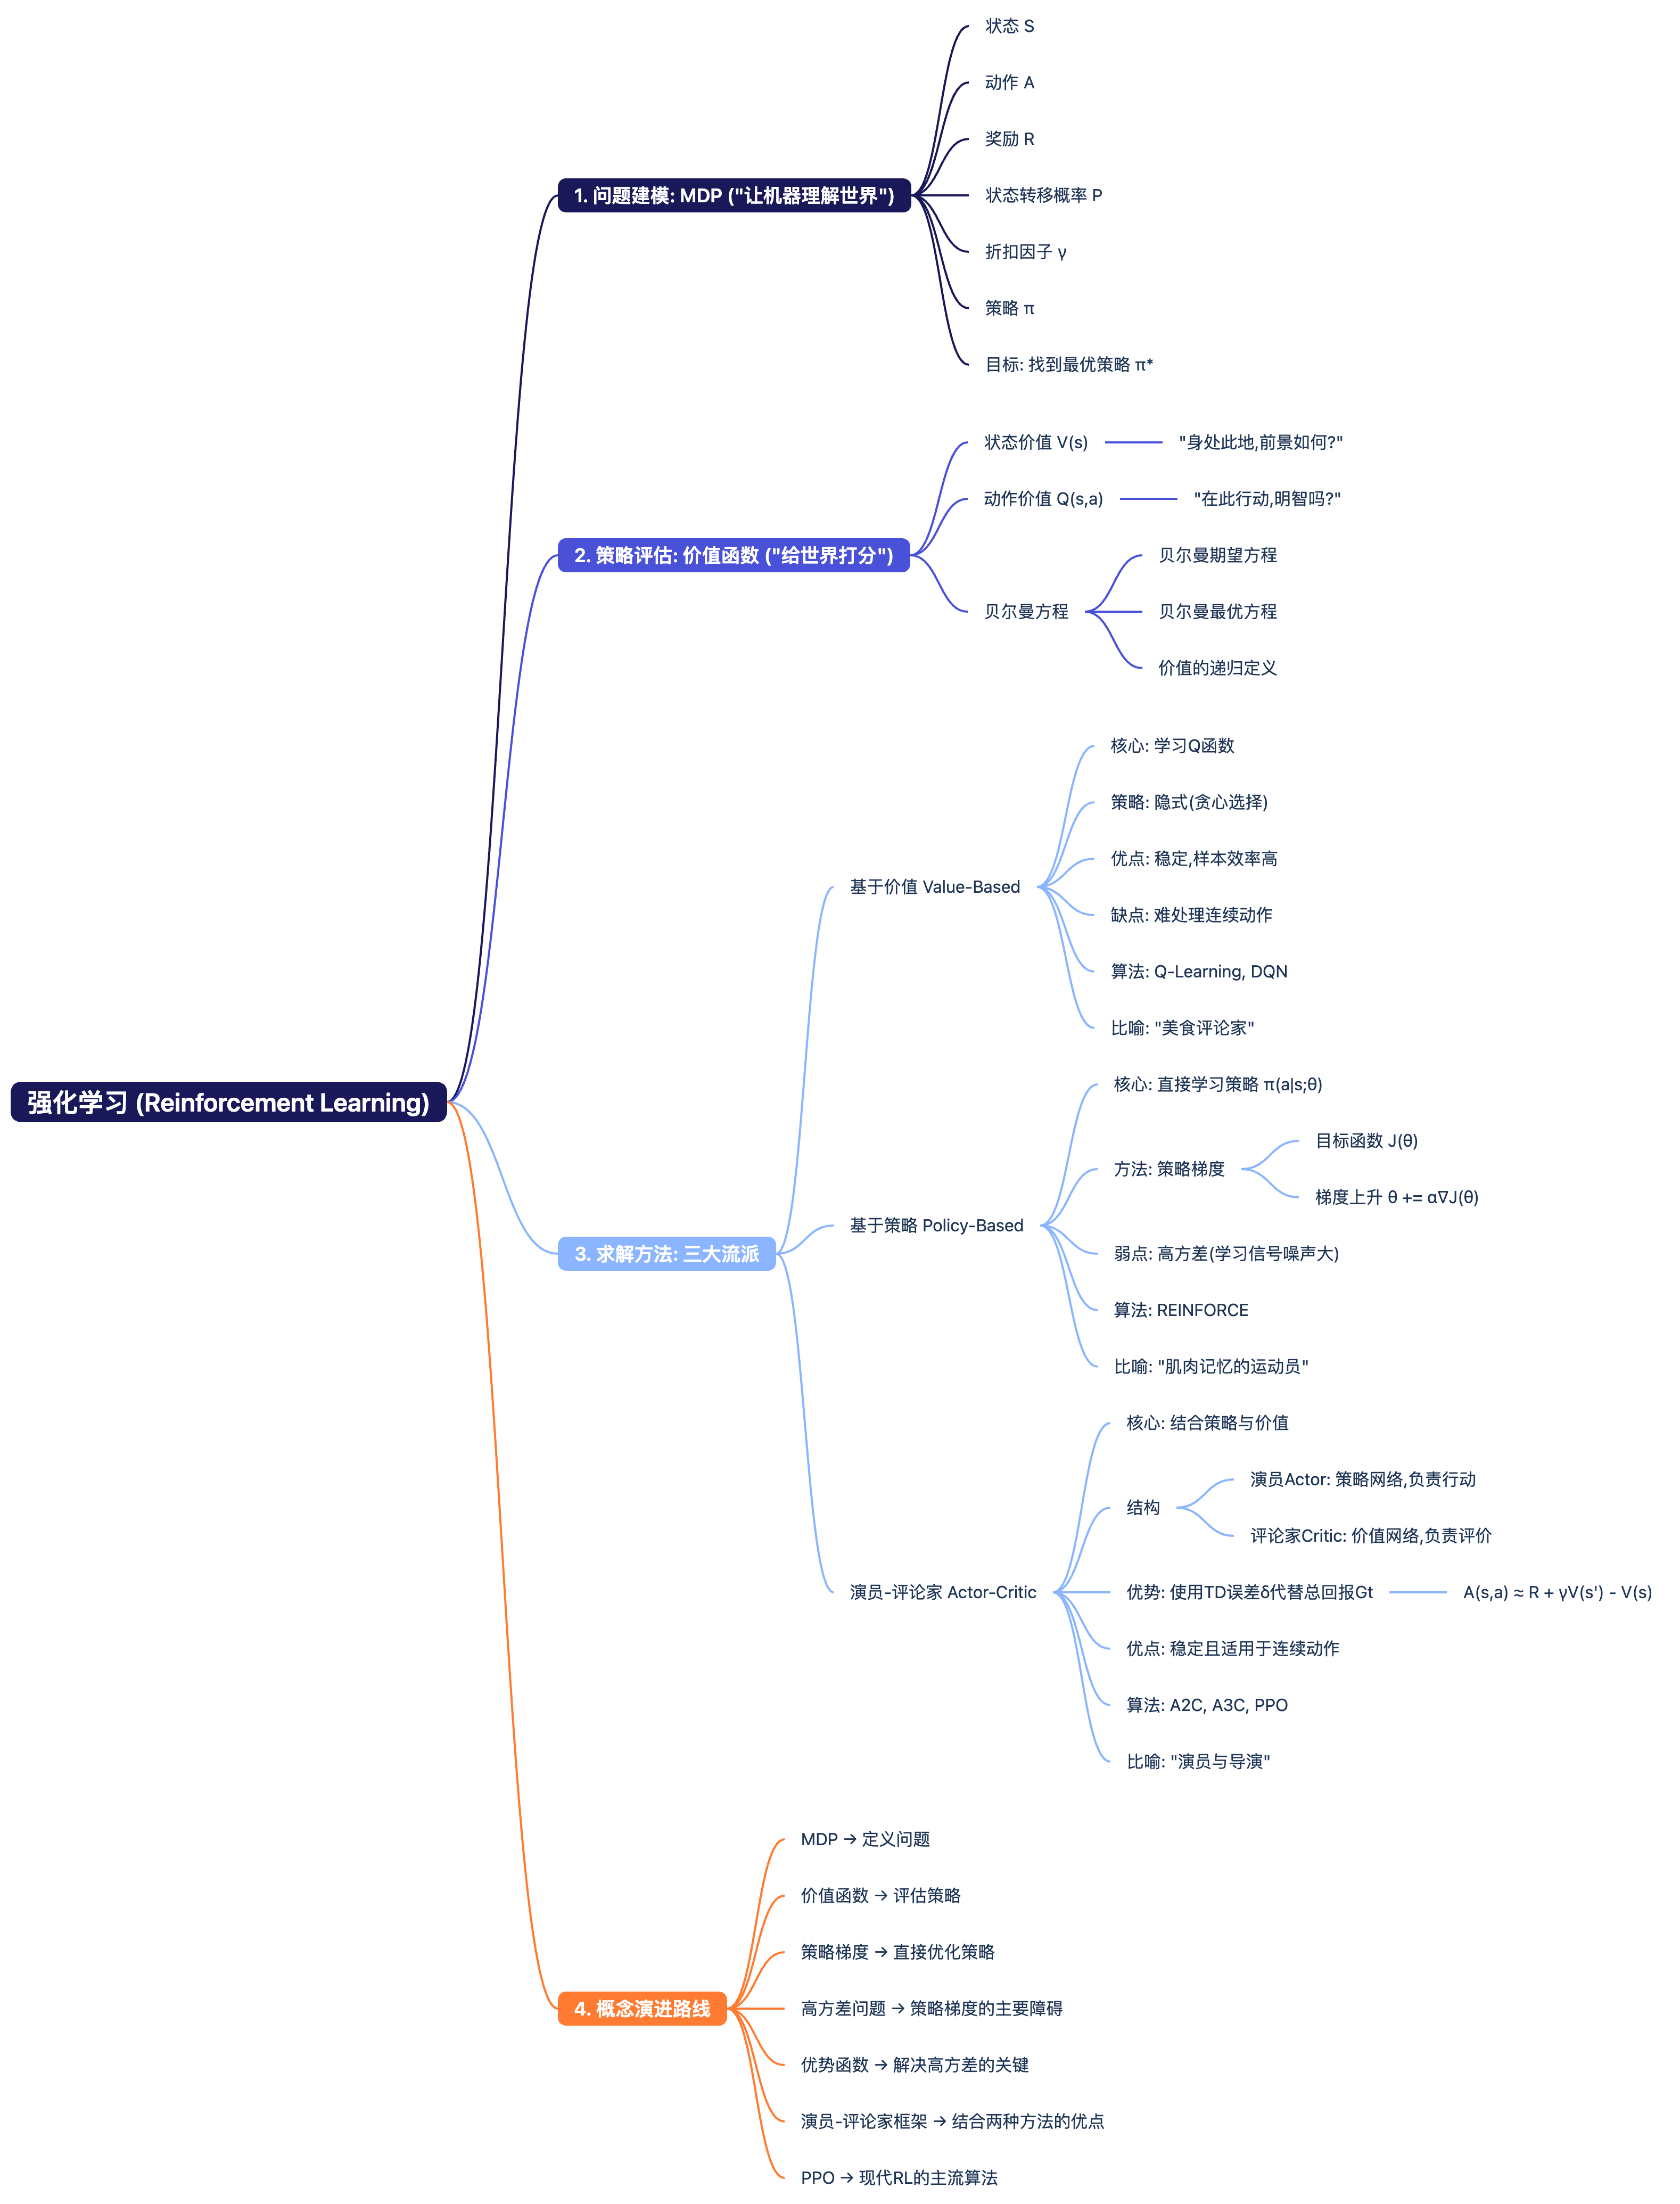 强化学习 (Reinforcement Learning)
1. 问题建模: MDP ("让机器理解世界")
状态 S
动作 A
奖励 R
状态转移概率 P
折扣因子 γ
策略 π
目标: 找到最优策略 π*
2. 策略评估: 价值函数 ("给世界打分")
状态价值 V(s)
"身处此地,前景如何?"
动作价值 Q(s,a)
"在此行动,明智吗?"
贝尔曼方程
贝尔曼期望方程
贝尔曼最优方程
价值的递归定义
3. 求解方法: 三大流派
基于价值 Value-Based
核心: 学习Q函数
策略: 隐式(贪心选择)
优点: 稳定,样本效率高
缺点: 难处理连续动作
算法: Q-Learning, DQN
比喻: "美食评论家"
基于策略 Policy-Based
核心: 直接学习策略 π(a|s;θ)
方法: 策略梯度
目标函数 J(θ)
梯度上升 θ += α∇J(θ)
弱点: 高方差(学习信号噪声大)
算法: REINFORCE
比喻: "肌肉记忆的运动员"
演员-评论家 Actor-Critic
核心: 结合策略与价值
结构
演员Actor: 策略网络,负责行动
评论家Critic: 价值网络,负责评价
优势: 使用TD误差δ代替总回报Gt
A(s,a) ≈ R + γV(s') - V(s)
优点: 稳定且适用于连续动作
算法: A2C, A3C, PPO
比喻: "演员与导演"
4. 概念演进路线
MDP → 定义问题
价值函数 → 评估策略
策略梯度 → 直接优化策略
高方差问题 → 策略梯度的主要障碍
优势函数 → 解决高方差的关键
演员-评论家框架 → 结合两种方法的优点
PPO → 现代RL的主流算法